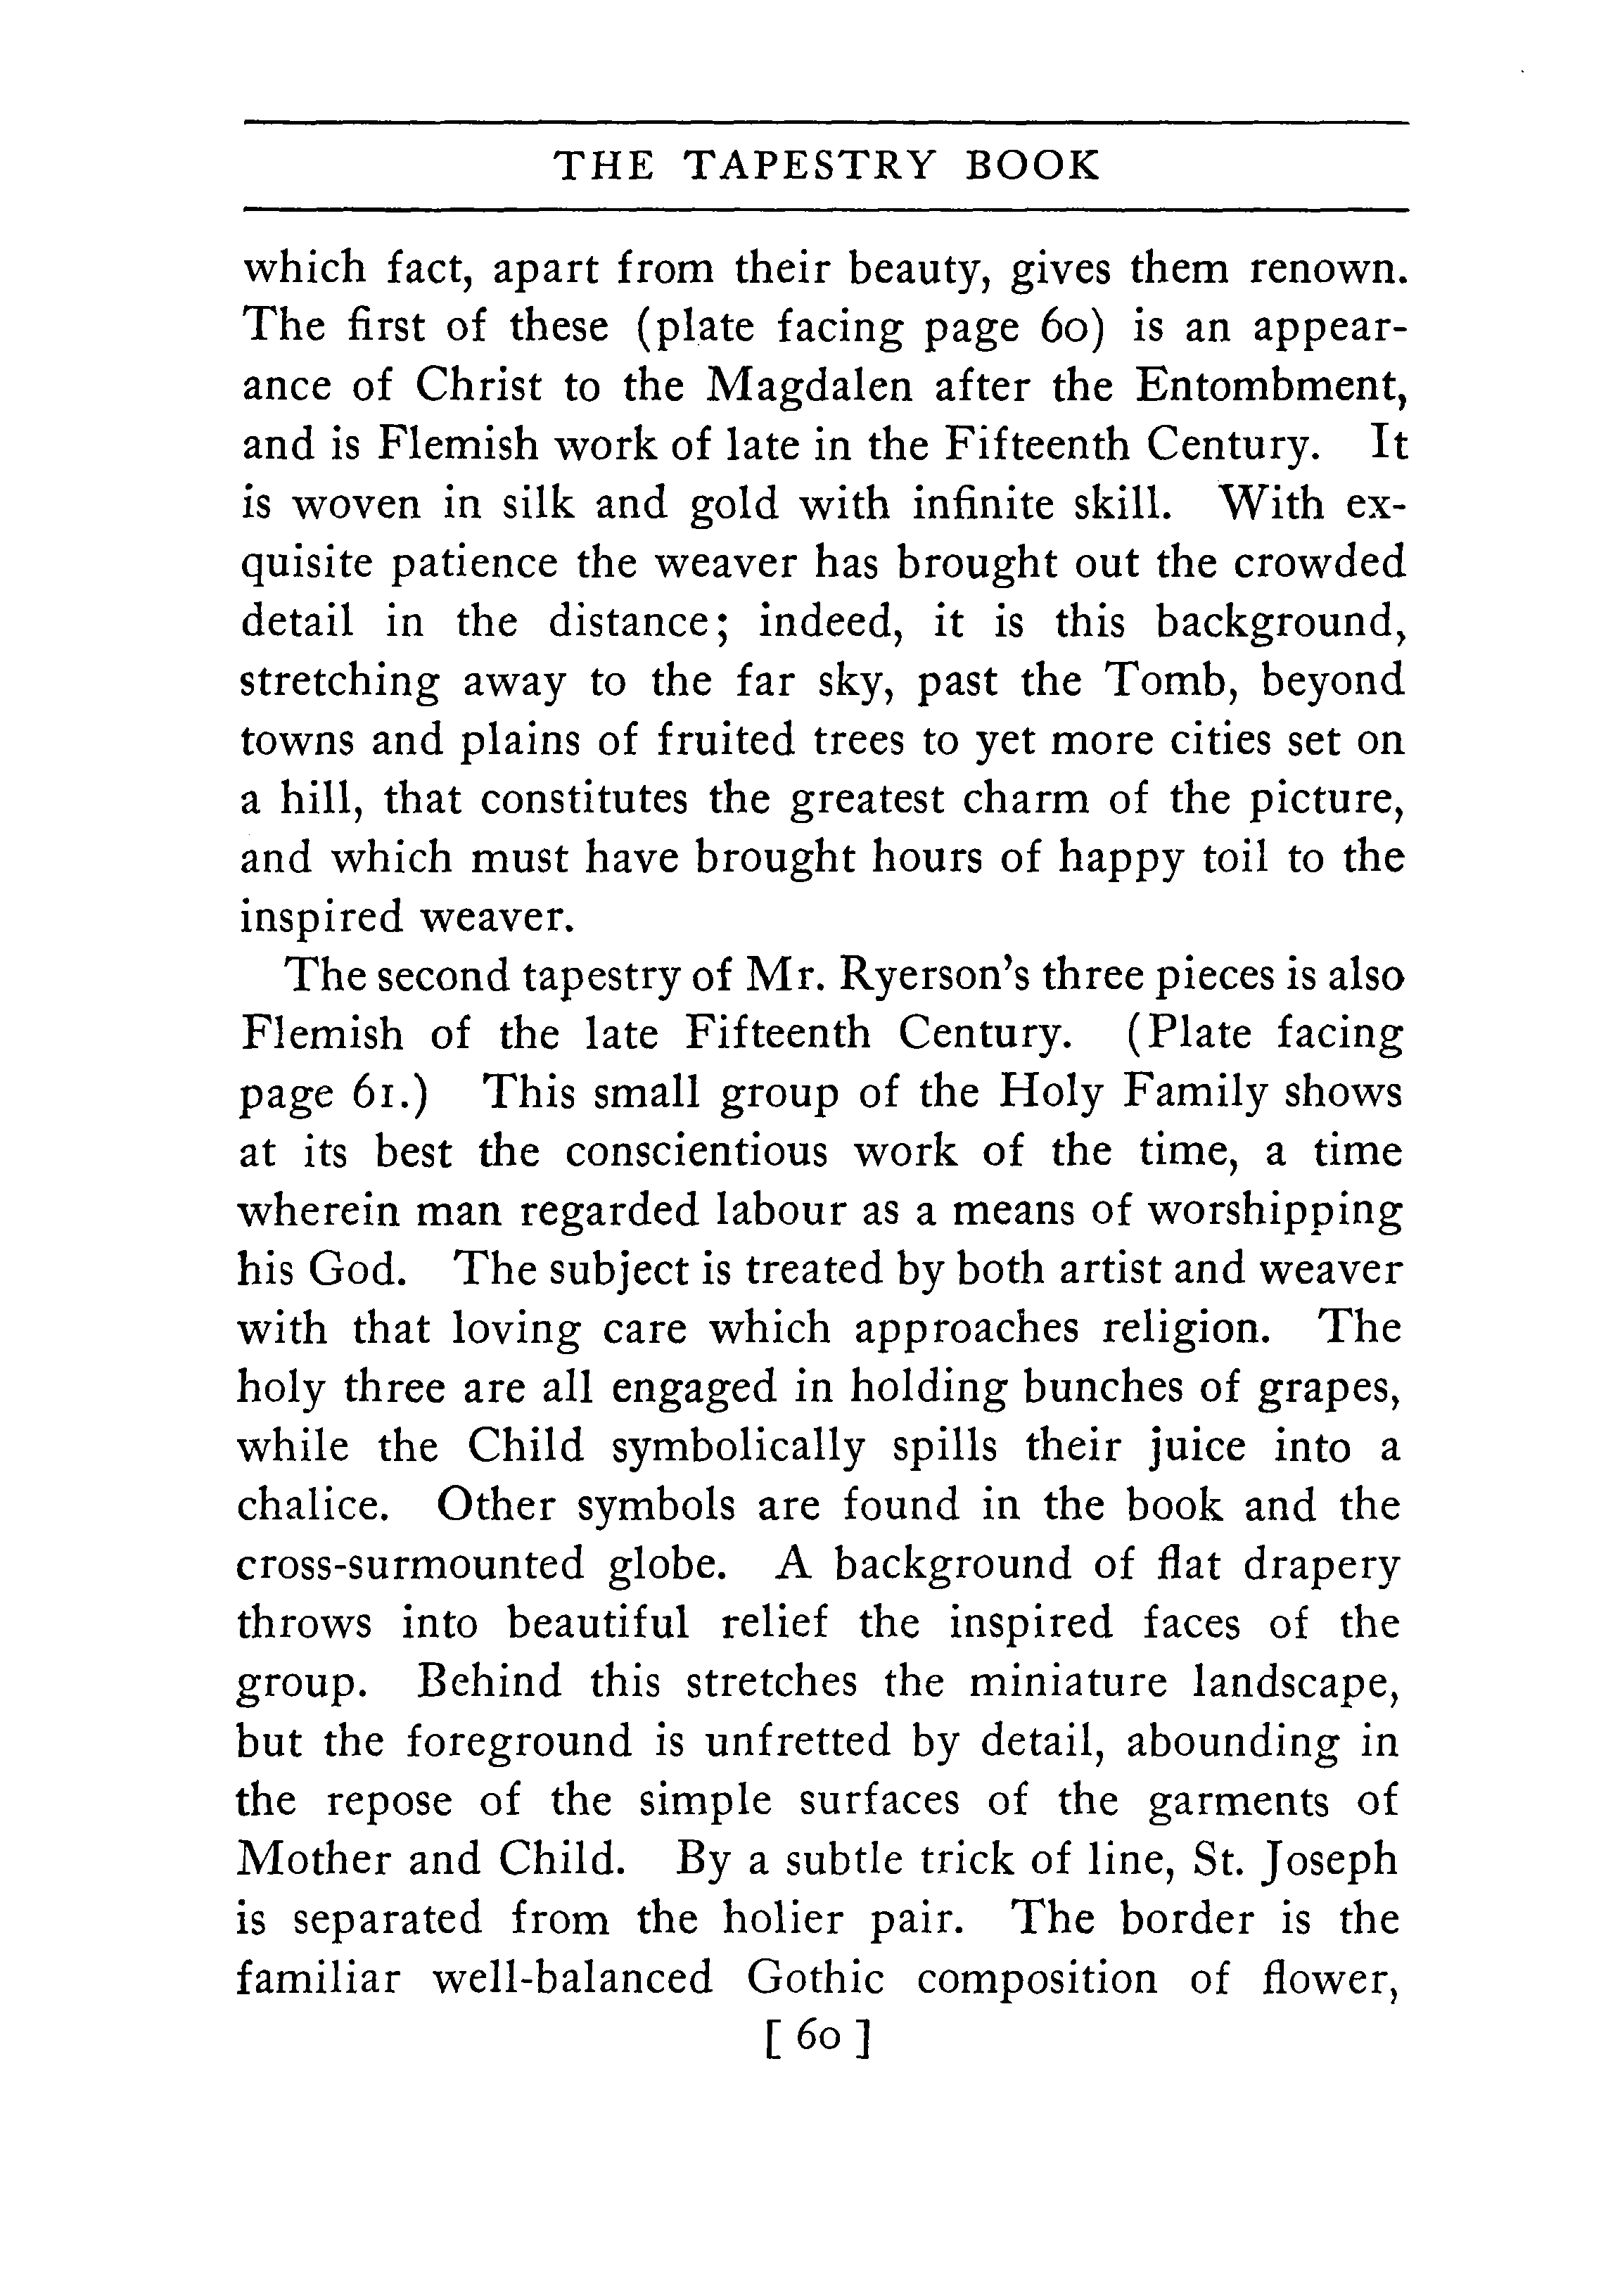 THE TAPESTRY BOOK
which fact, apart from their beauty, gives them renown.
The first of these (plate facing page 60) is an appear-
ance of Christ to the Magdalen after the Entombment,
and is Flemish work of late in the Fifteenth Century. It
is woven in silk and gold with infinite skill. With ex-
quisite patience the weaver has brought out the crowded
detail in the distance; indeed, it is this background,
stretching away to the far sky, past the Tomb, beyond
towns and plains of fruited trees to yet more cities set on
a hill, that constitutes the greatest charm of the picture,
and which must have brought hours of happy toil to the
inspired weaver.
The second tapestry of Mr. Ryerson's three pieces is also
Flemish of the late Fifteenth Century. (Plate facing
page 61.) This small group of the Holy Family shows
at its best the conscientious work of the time, a time
wherein man regarded labour as a means of worshipping
his God. The subject is treated by both artist and weaver
with that loving care which approaches religion. The
holy three are all engaged in holding bunches of grapes,
while the Child symbolically spills their juice into a
chalice. Other symbols are found in the book and the
cross-surmounted globe. A background of flat drapery
throws into beautiful relief the inspired faces of the
group. Behind this stretches the miniature landscape,
but the foreground is unfretted by detail, abounding in
the repose of the simple surfaces of the garments of
Mother and Child. By a subtle trick of line, St. Joseph
is separated from the holier pair. The border is the
familiar well-balanced Gothic composition of flower,
[ 60 ]